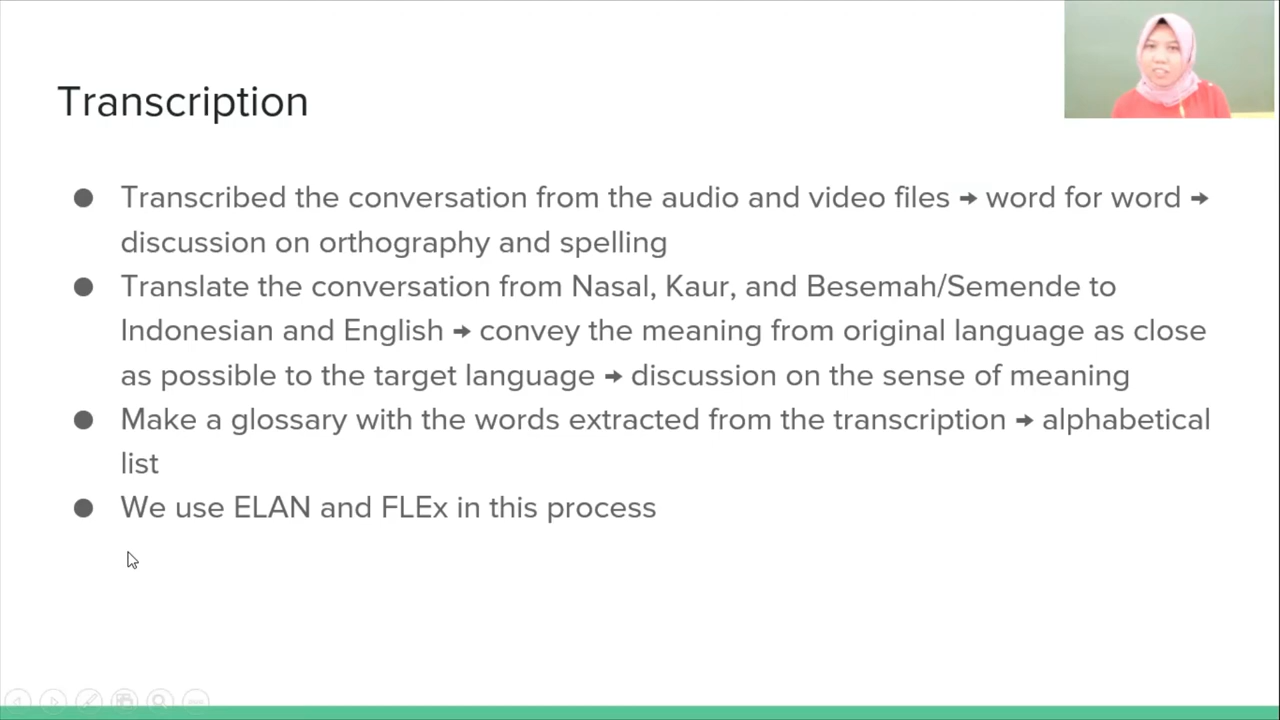 Transcription
● Transcribed the conversation from the audio and video files → word for word →
discussion on orthography and spelling
● Translate the conversation from Nasal, Kaur, and Besemah/Semende to
Indonesian and English → convey the meaning from original language as close
as possible to the target language → discussion on the sense of meaning
● Make a glossary with the words extracted from the transcription → alphabetical
list
● We use ELAN and FLEx in this process